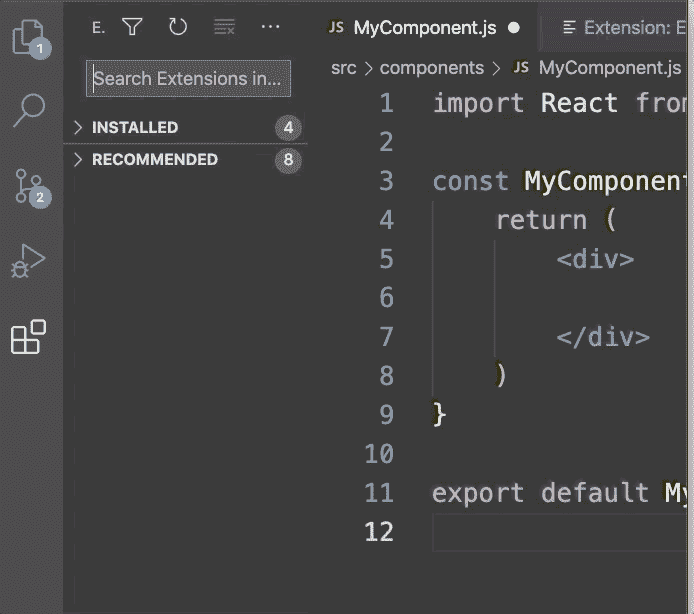 1
E.
JS MyComponent.js
Extension: E
Search Extensions in...
src > components > JS MyComponent.js
INSTALLED 4
RECOMMENDED 8
2
1 import React from
2
3 const MyComponent
4 return (
5 <div>
6
7 </div>
8 )
9 }
10
11 export default My
12